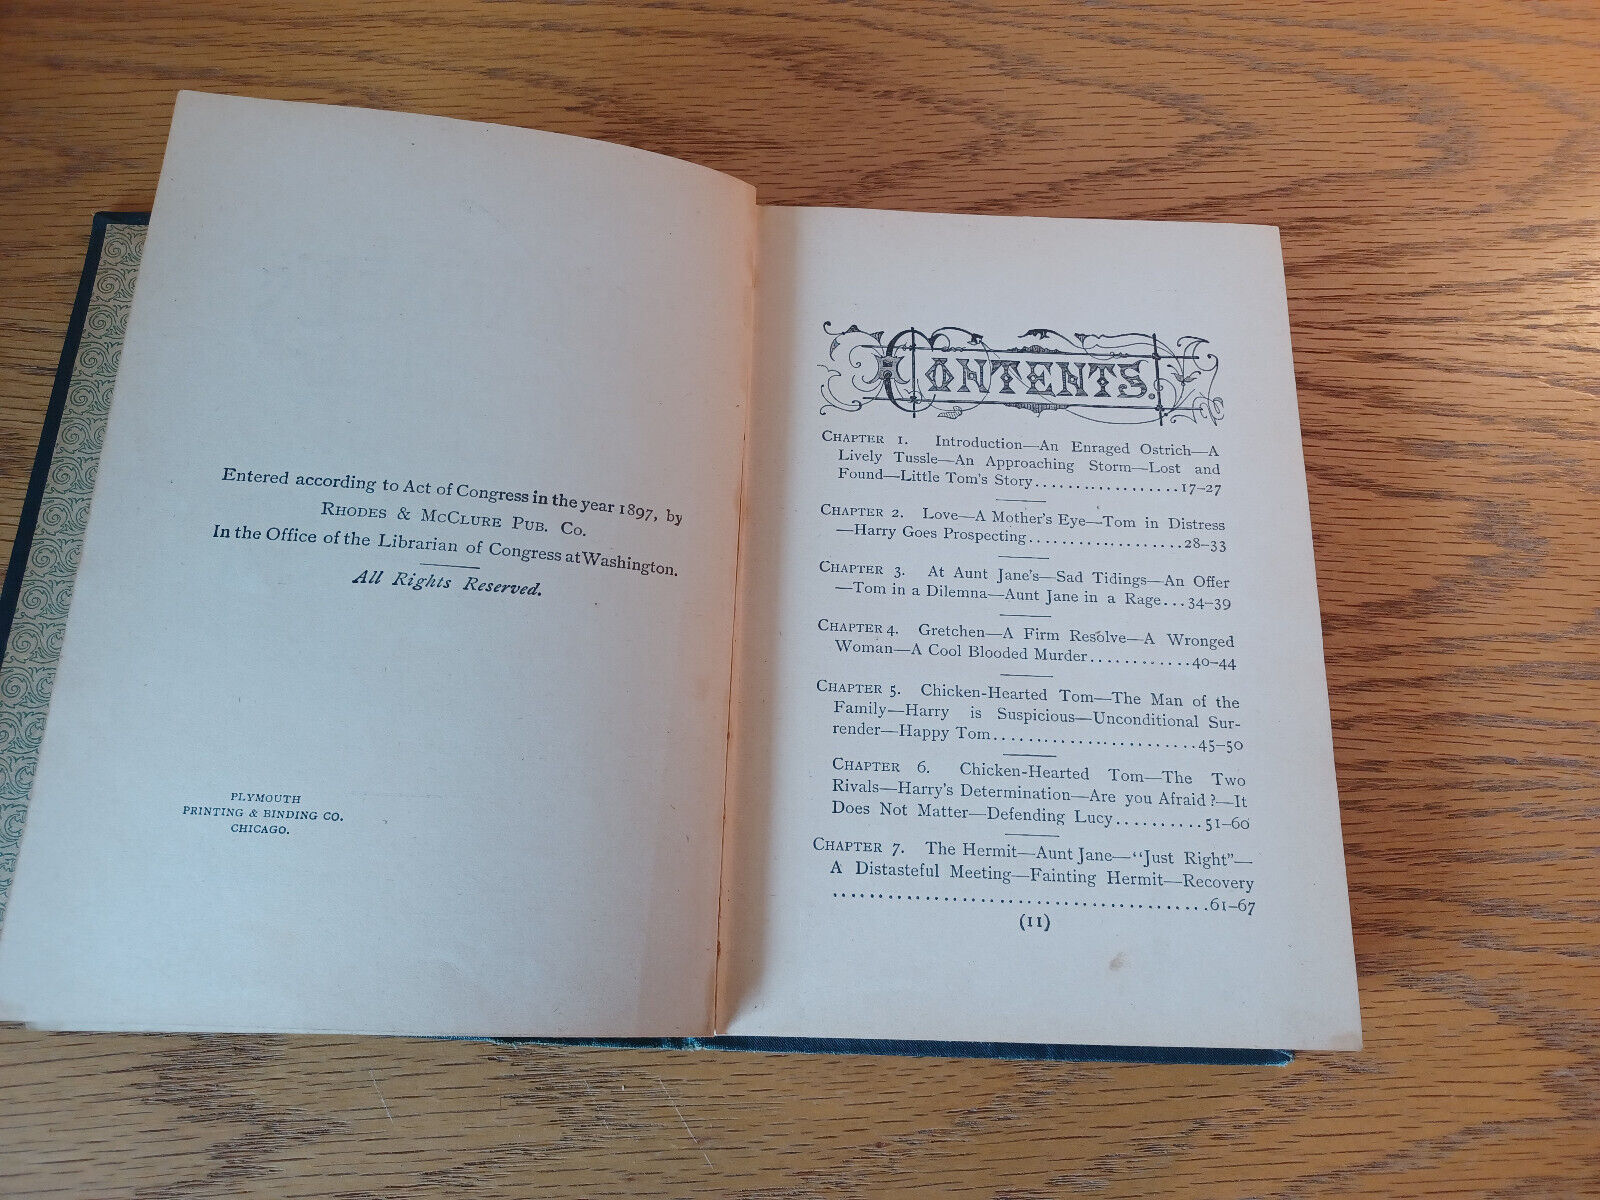 Entered according to Act of Congress in the year 1897, by
RHODES & MCCLURE PUB. CO.
In the Office of the Librarian of Congress at Washington.
All Rights Reserved.
PLYMOUTH
PRINTING & BINDING CO.
CHICAGO.
CONTENTS.
CHAPTER 1. Introduction—An Enraged Ostrich—A
Lively Tussle—An Approaching Storm—Lost and
Found—Little Tom's Story..................17-27
CHAPTER 2. Love—A Mother's Eye—Tom in Distress
—Harry Goes Prospecting...................28-33
CHAPTER 3. At Aunt Jane's—Sad Tidings—An Offer
—Tom in a Dilemna—Aunt Jane in a Rage...34-39
CHAPTER 4. Gretchen—A Firm Resolve—A Wronged
Woman—A Cool Blooded Murder............40-44
CHAPTER 5. Chicken-Hearted Tom—The Man of the
Family—Harry is Suspicious—Unconditional Sur-
render—Happy Tom........................45-50
CHAPTER 6. Chicken-Hearted Tom—The Two
Rivals—Harry's Determination—Are you Afraid?—It
Does Not Matter—Defending Lucy..........51-60
CHAPTER 7. The Hermit—Aunt Jane—"Just Right"—
A Distasteful Meeting—Fainting Hermit—Recovery
..........................................61-67
(11)